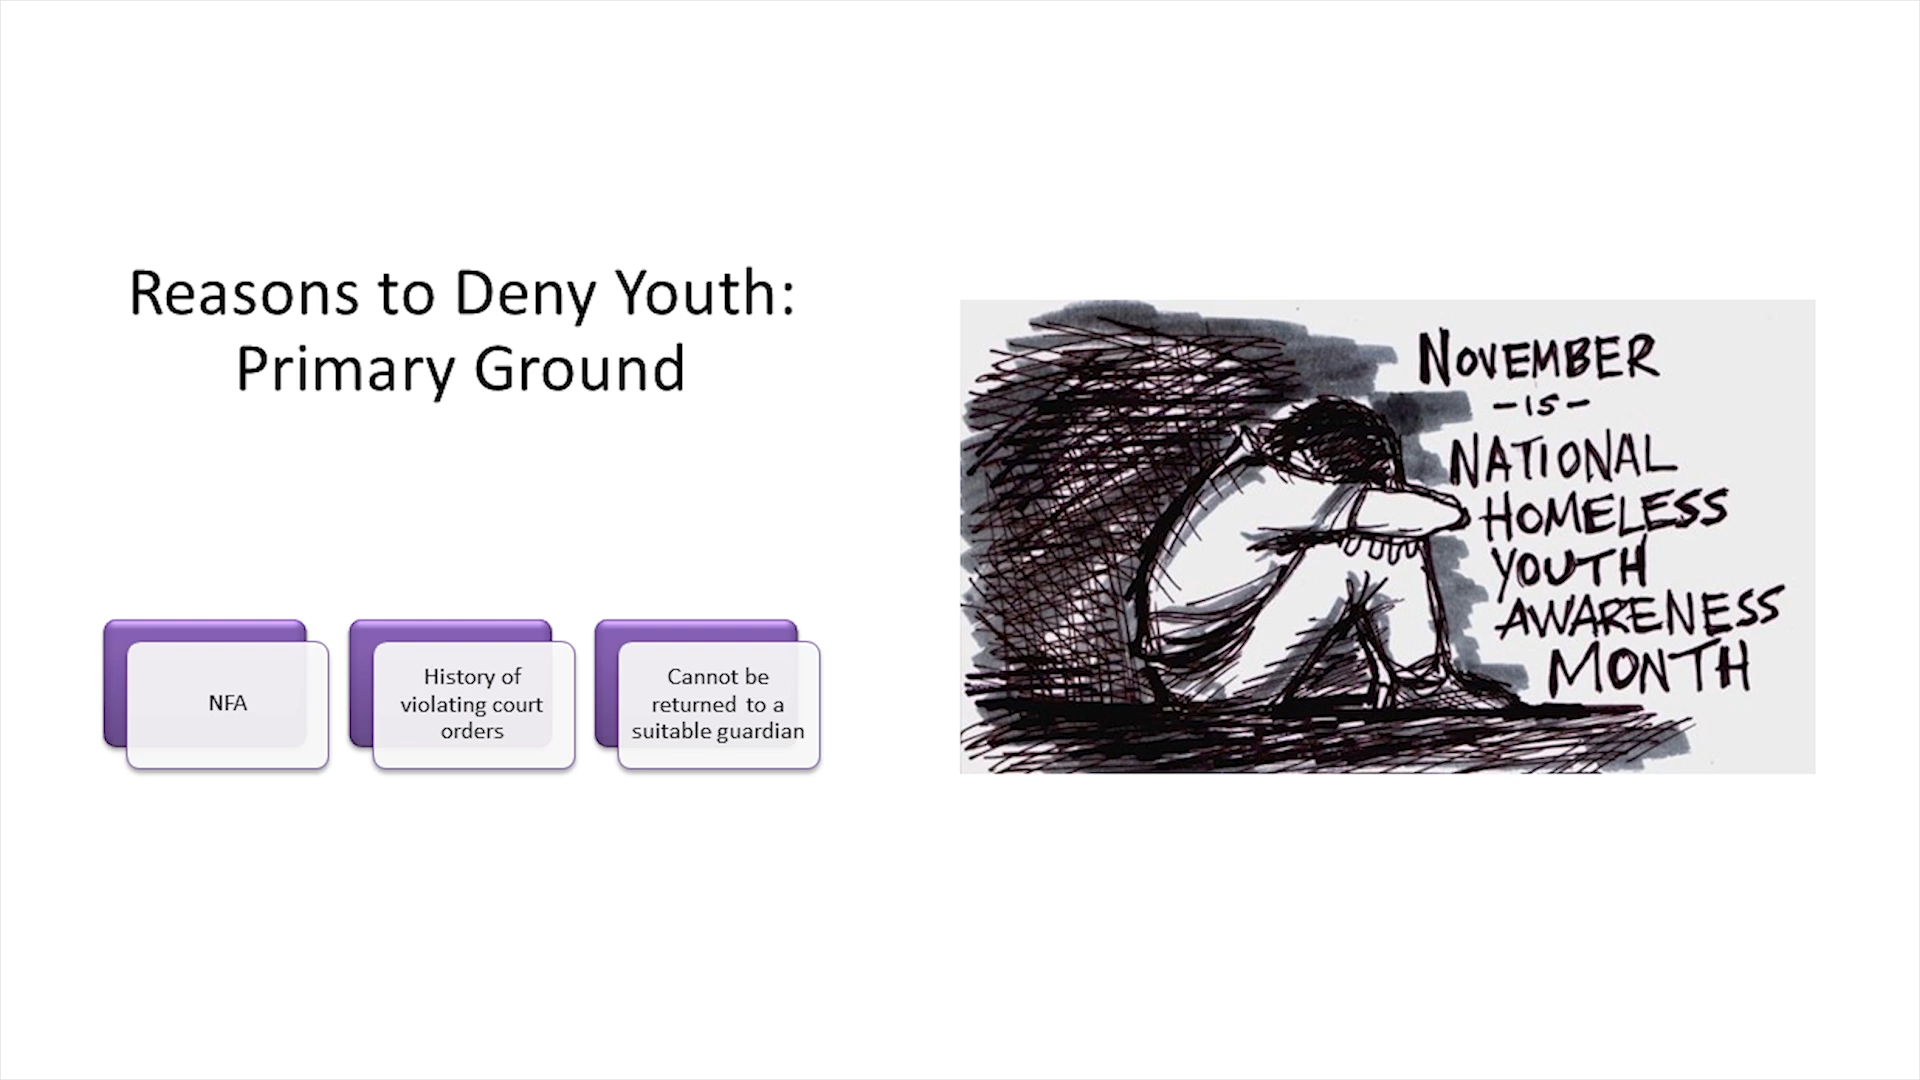 Reasons to Deny Youth:
Primary Ground
NFA
History of
violating court
orders
Cannot be
returned to a
suitable guardian
NOVEMBER
-IS-
NATIONAL
HOMELESS
YOUTH
AWARENESS
MONTH